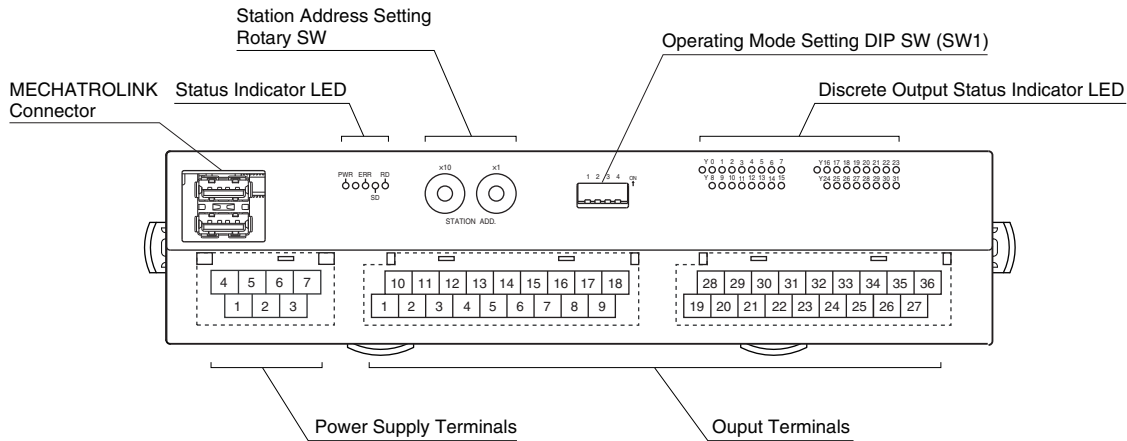 Station Address Setting
Rotary SW
Operating Mode Setting DIP SW (SW1)
MECHATROLINK
Connector
Status Indicator LED
Discrete Output Status Indicator LED
PWR ERR RD
SD
×10 ×1
STATION ADD.
1 2 3 4 ON
Y 0 1 2 3 4 5 6 7
Y 8 9 10 11 12 13 14 15
Y16 17 18 19 20 21 22 23
Y24 25 26 27 28 29 30 31
4 5 6 7
1 2 3
10 11 12 13 14 15 16 17 18
1 2 3 4 5 6 7 8 9
28 29 30 31 32 33 34 35 36
19 20 21 22 23 24 25 26 27
Power Supply Terminals
Ouput Terminals